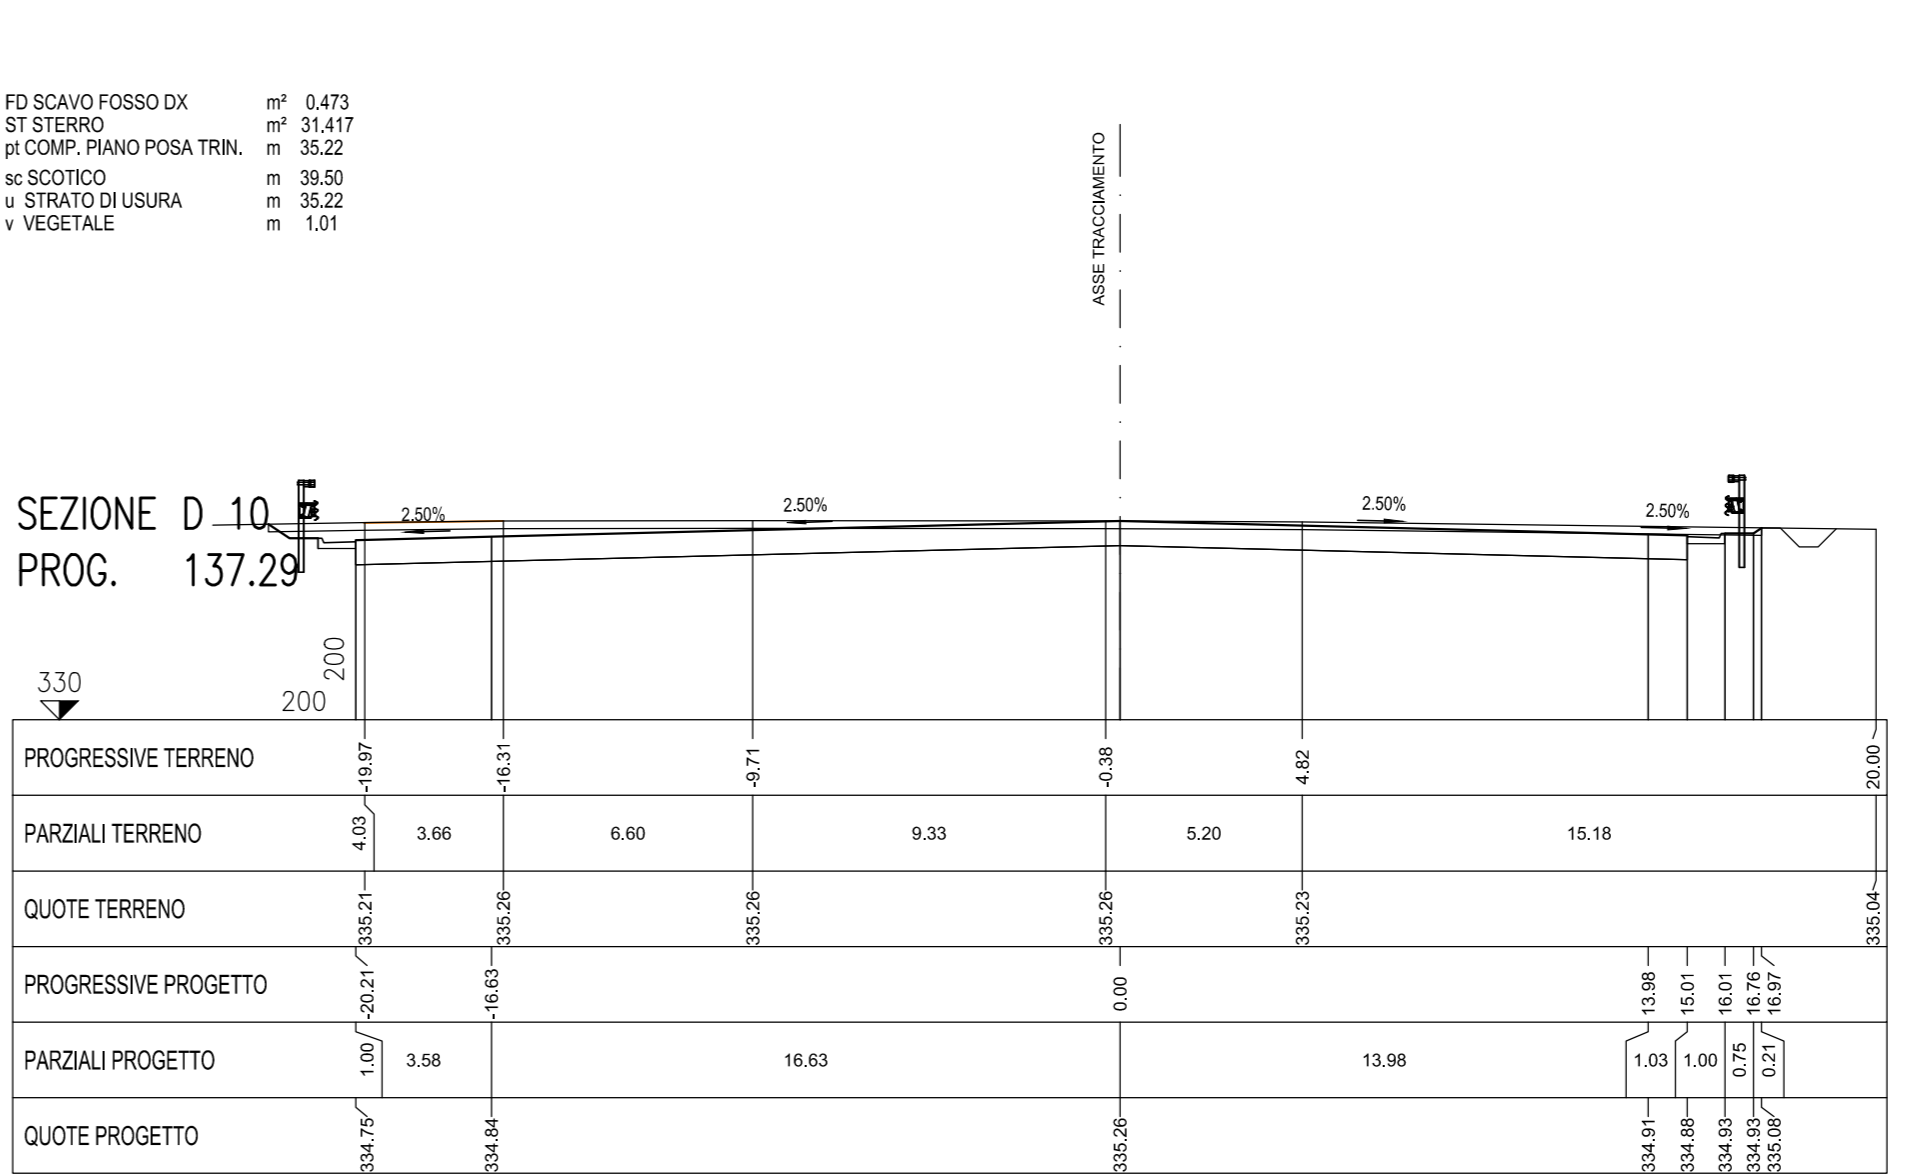 FD SCAVO FOSSO DX m² 0.473
ST STERRO m² 31.417
pt COMP. PIANO POSA TRIN. m 35.22
sc SCOTICO m 39.50
u STRATO DI USURA m 35.22
v VEGETALE m 1.01
ASSE TRACCIAMENTO
2.50% 2.50% 2.50% 2.50%
SEZIONE D 10
PROG. 137.29
200
200
330
PROGRESSIVE TERRENO -19.97 -16.31 -9.71 -0.38 4.82 20.00
PARZIALI TERRENO 4.03 3.66 6.60 9.33 5.20 15.18
QUOTE TERRENO 335.21 335.26 335.26 335.26 335.23 335.04
PROGRESSIVE PROGETTO -20.21 -16.63 0.00 13.98 15.01 16.01 16.76 16.97
PARZIALI PROGETTO 1.00 3.58 16.63 13.98 1.03 1.00 0.75 0.21
QUOTE PROGETTO 334.75 334.84 335.26 334.91 334.88 334.93 334.93 335.08